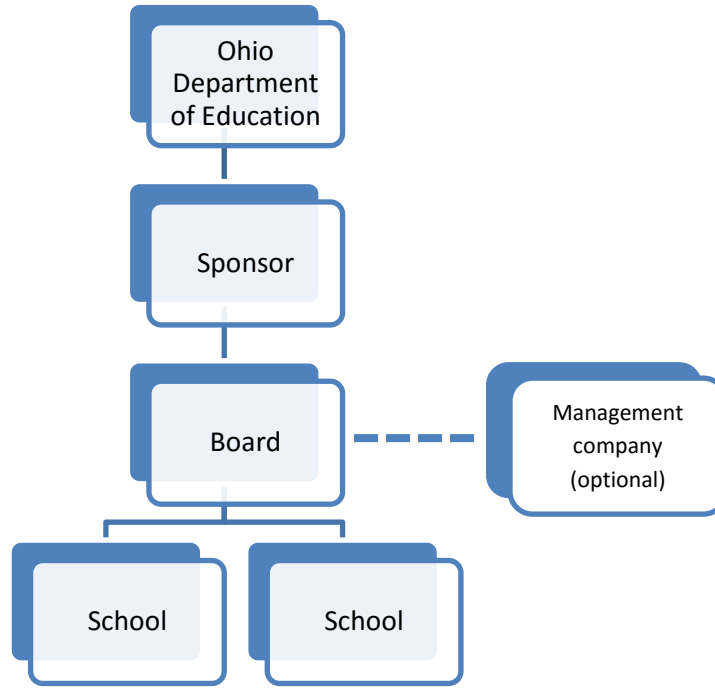 Ohio
Department
of Education
Sponsor
Board
Management
company
(optional)
School
School